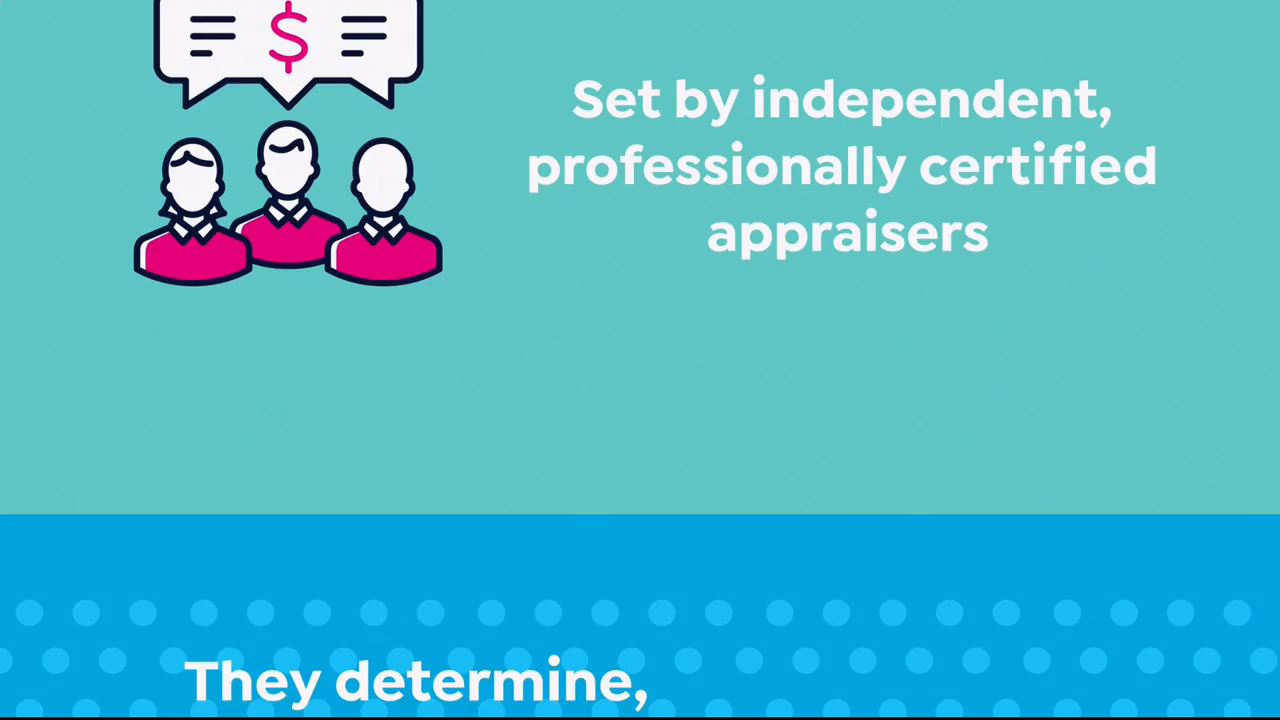 $
Set by independent,
professionally certified
appraisers
They determine,